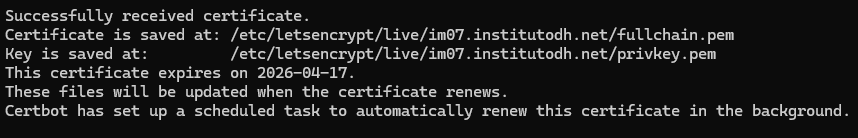 Successfully received certificate.
Certificate is saved at: /etc/letsencrypt/live/im07.institutodh.net/fullchain.pem
Key is saved at:         /etc/letsencrypt/live/im07.institutodh.net/privkey.pem
This certificate expires on 2026-04-17.
These files will be updated when the certificate renews.
Certbot has set up a scheduled task to automatically renew this certificate in the background.